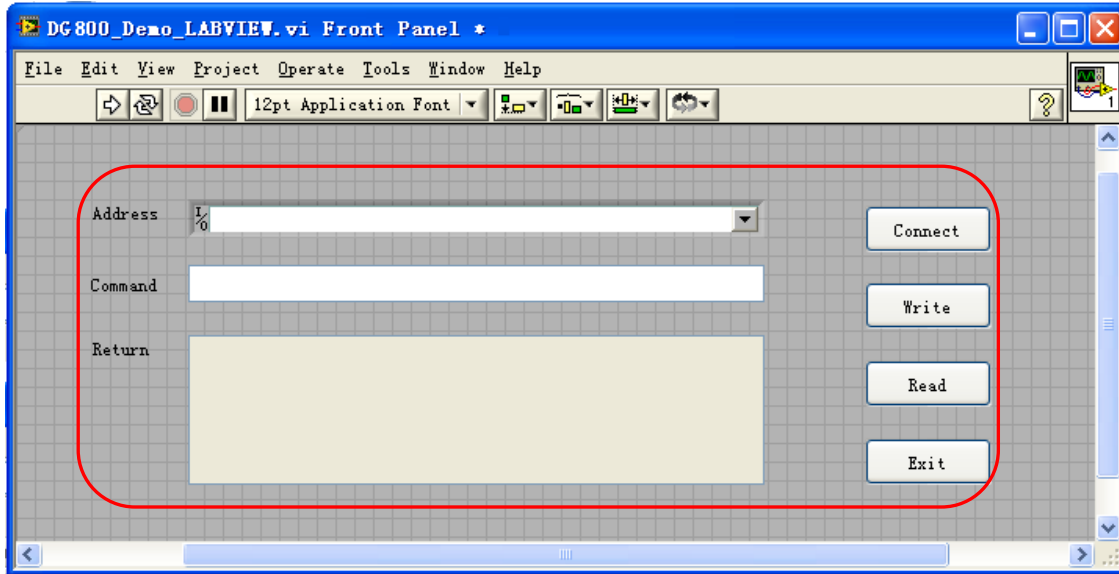 DG800_Demo_LABVIEW.vi Front Panel *
File Edit View Project Operate Tools Window Help
12pt Application Font
?
1
Address I/O
Connect
Command
Write
Return
Read
Exit